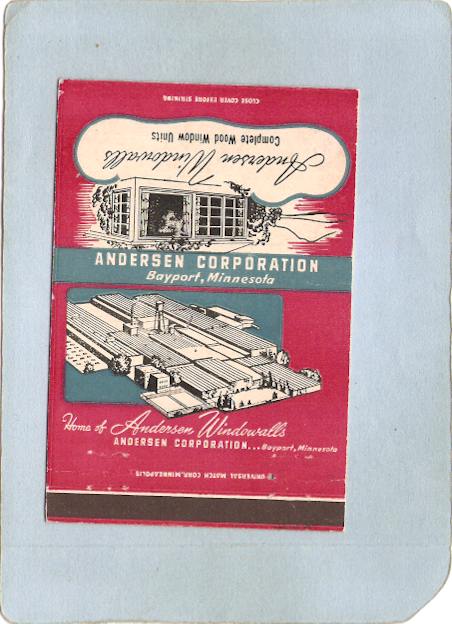 CLOSE COVER BEFORE STRIKING
Andersen Windowalls
Complete Wood Window Units
ANDERSEN CORPORATION
Bayport, Minnesota
Home of Andersen Windowalls
ANDERSEN CORPORATION...Bayport, Minnesota
UNIVERSAL MATCH CORP., MINNEAPOLIS